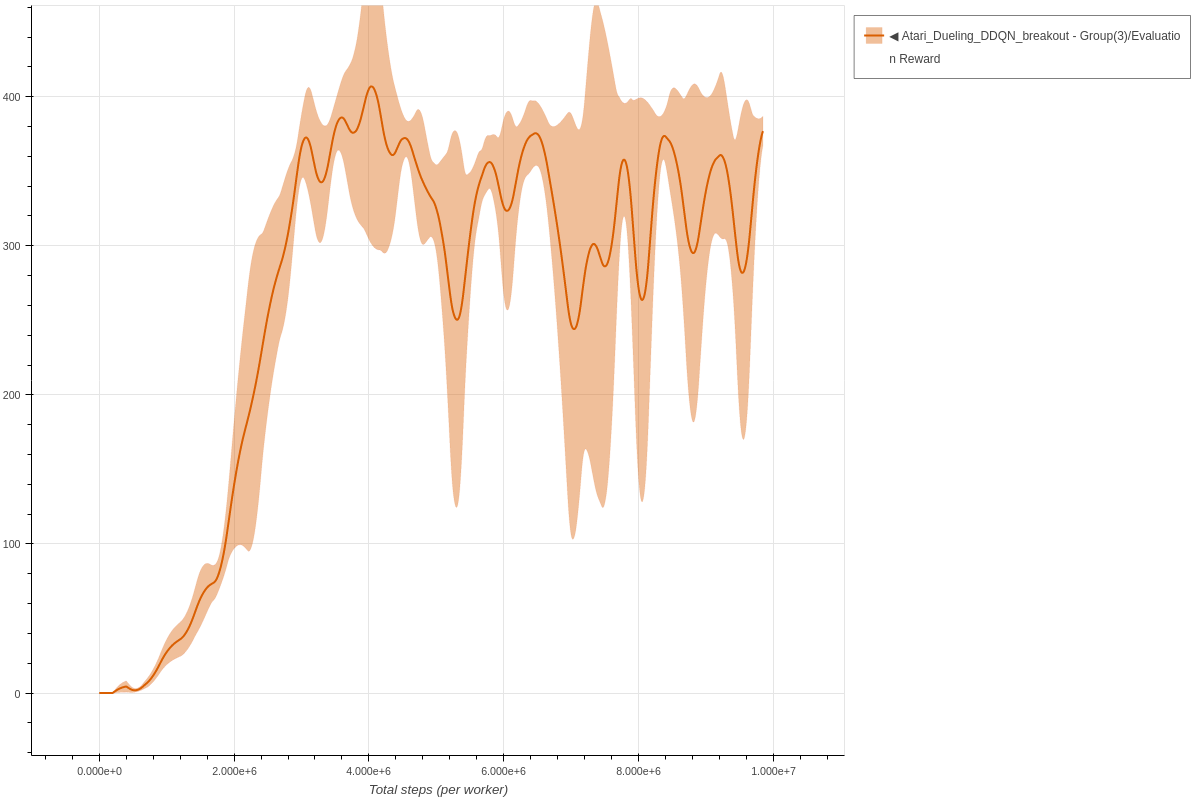 ◀ Atari_Dueling_DDQN_breakout - Group(3)/Evaluatio
n Reward
400
300
200
100
0
0.000e+0 2.000e+6 4.000e+6 6.000e+6 8.000e+6 1.000e+7
Total steps (per worker)